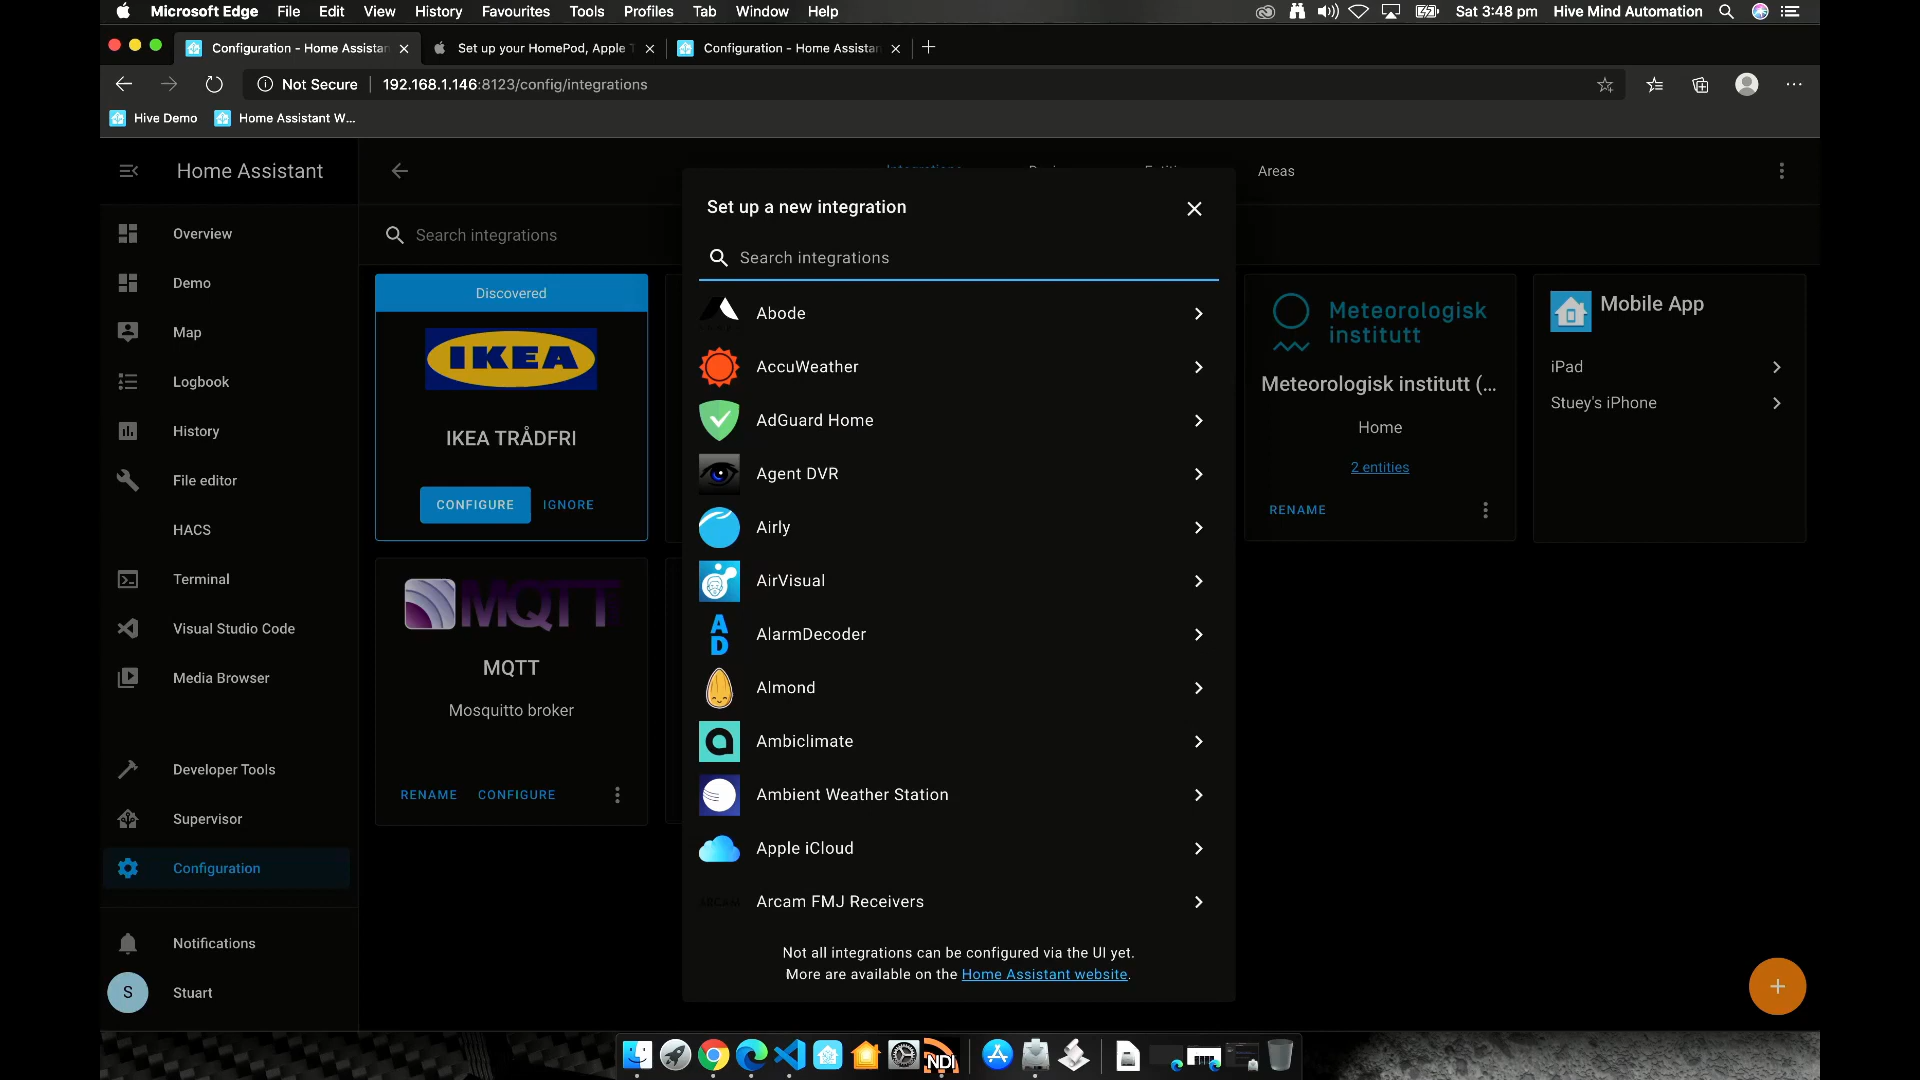 Microsoft Edge File Edit View History Favourites Tools Profiles Tab Window Help Sat 3:48 pm Hive Mind Automation
Configuration - Home Assistan Set up your HomePod, Apple T Configuration - Home Assistan
Not Secure 192.168.1.146:8123/config/integrations
Hive Demo Home Assistant W...
Home Assistant
Areas
Search integrations
Overview
Demo
Map
Logbook
History
File editor
HACS
Terminal
Visual Studio Code
Media Browser
Developer Tools
Supervisor
Configuration
Notifications
S Stuart
Discovered
IKEA
IKEA TRÅDFRI
CONFIGURE IGNORE
MQTT
MQTT
Mosquitto broker
RENAME CONFIGURE
Set up a new integration
Search integrations
Abode
AccuWeather
AdGuard Home
Agent DVR
Airly
AirVisual
AD AlarmDecoder
Almond
Ambiclimate
Ambient Weather Station
Apple iCloud
ARCAM Arcam FMJ Receivers
Not all integrations can be configured via the UI yet.
More are available on the Home Assistant website.
Meteorologisk
institutt
Meteorologisk institutt (...
Home
2 entities
RENAME
Mobile App
iPad
Stuey's iPhone
NDI